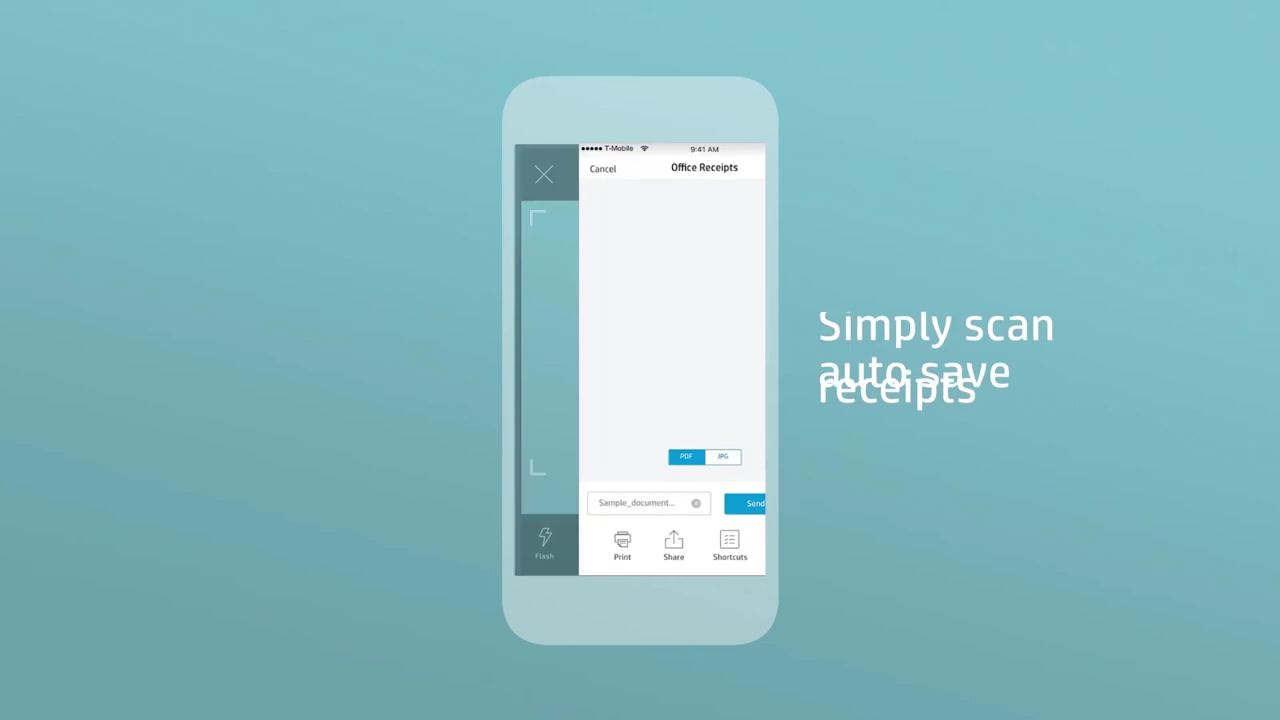 T-Mobile 9:41 AM
Cancel Office Receipts
PDF JPG
Sample_document... Send
Print Share Shortcuts
Flash
Simply scan
auto save
receipts